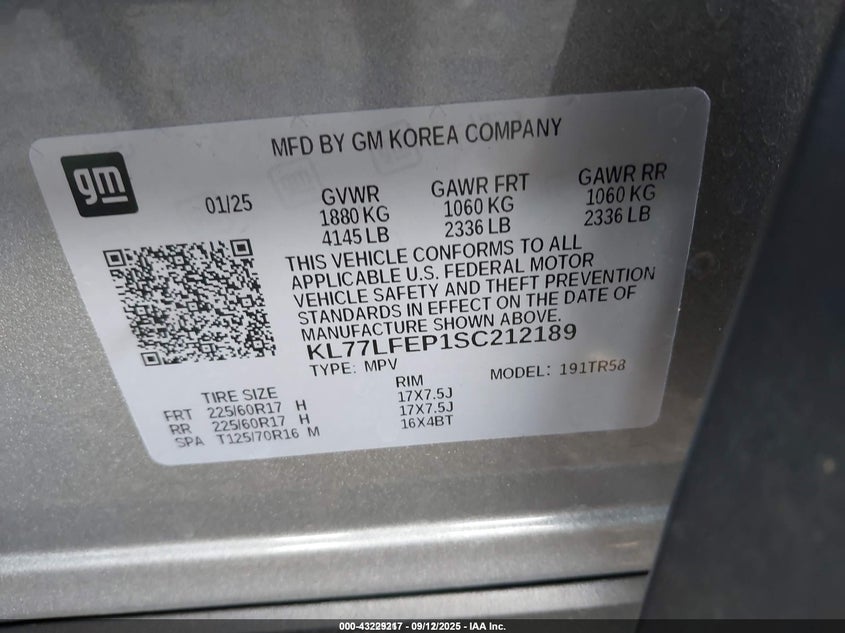 MFD BY GM KOREA COMPANY
gm
01/25
GVWR
1880 KG
4145 LB
GAWR FRT
1060 KG
2336 LB
GAWR RR
1060 KG
2336 LB
THIS VEHICLE CONFORMS TO ALL
APPLICABLE U.S. FEDERAL MOTOR
VEHICLE SAFETY AND THEFT PREVENTION
STANDARDS IN EFFECT ON THE DATE OF
MANUFACTURE SHOWN ABOVE.
KL77LFEP1SC212189
TYPE: MPV
MODEL: 191TR58
TIRE SIZE
RIM
FRT 225/60R17 H 17X7.5J
RR 225/60R17 H 17X7.5J
SPA T125/70R16 M 16X4BT
000-43229217 - 09/12/2025 - IAA Inc.